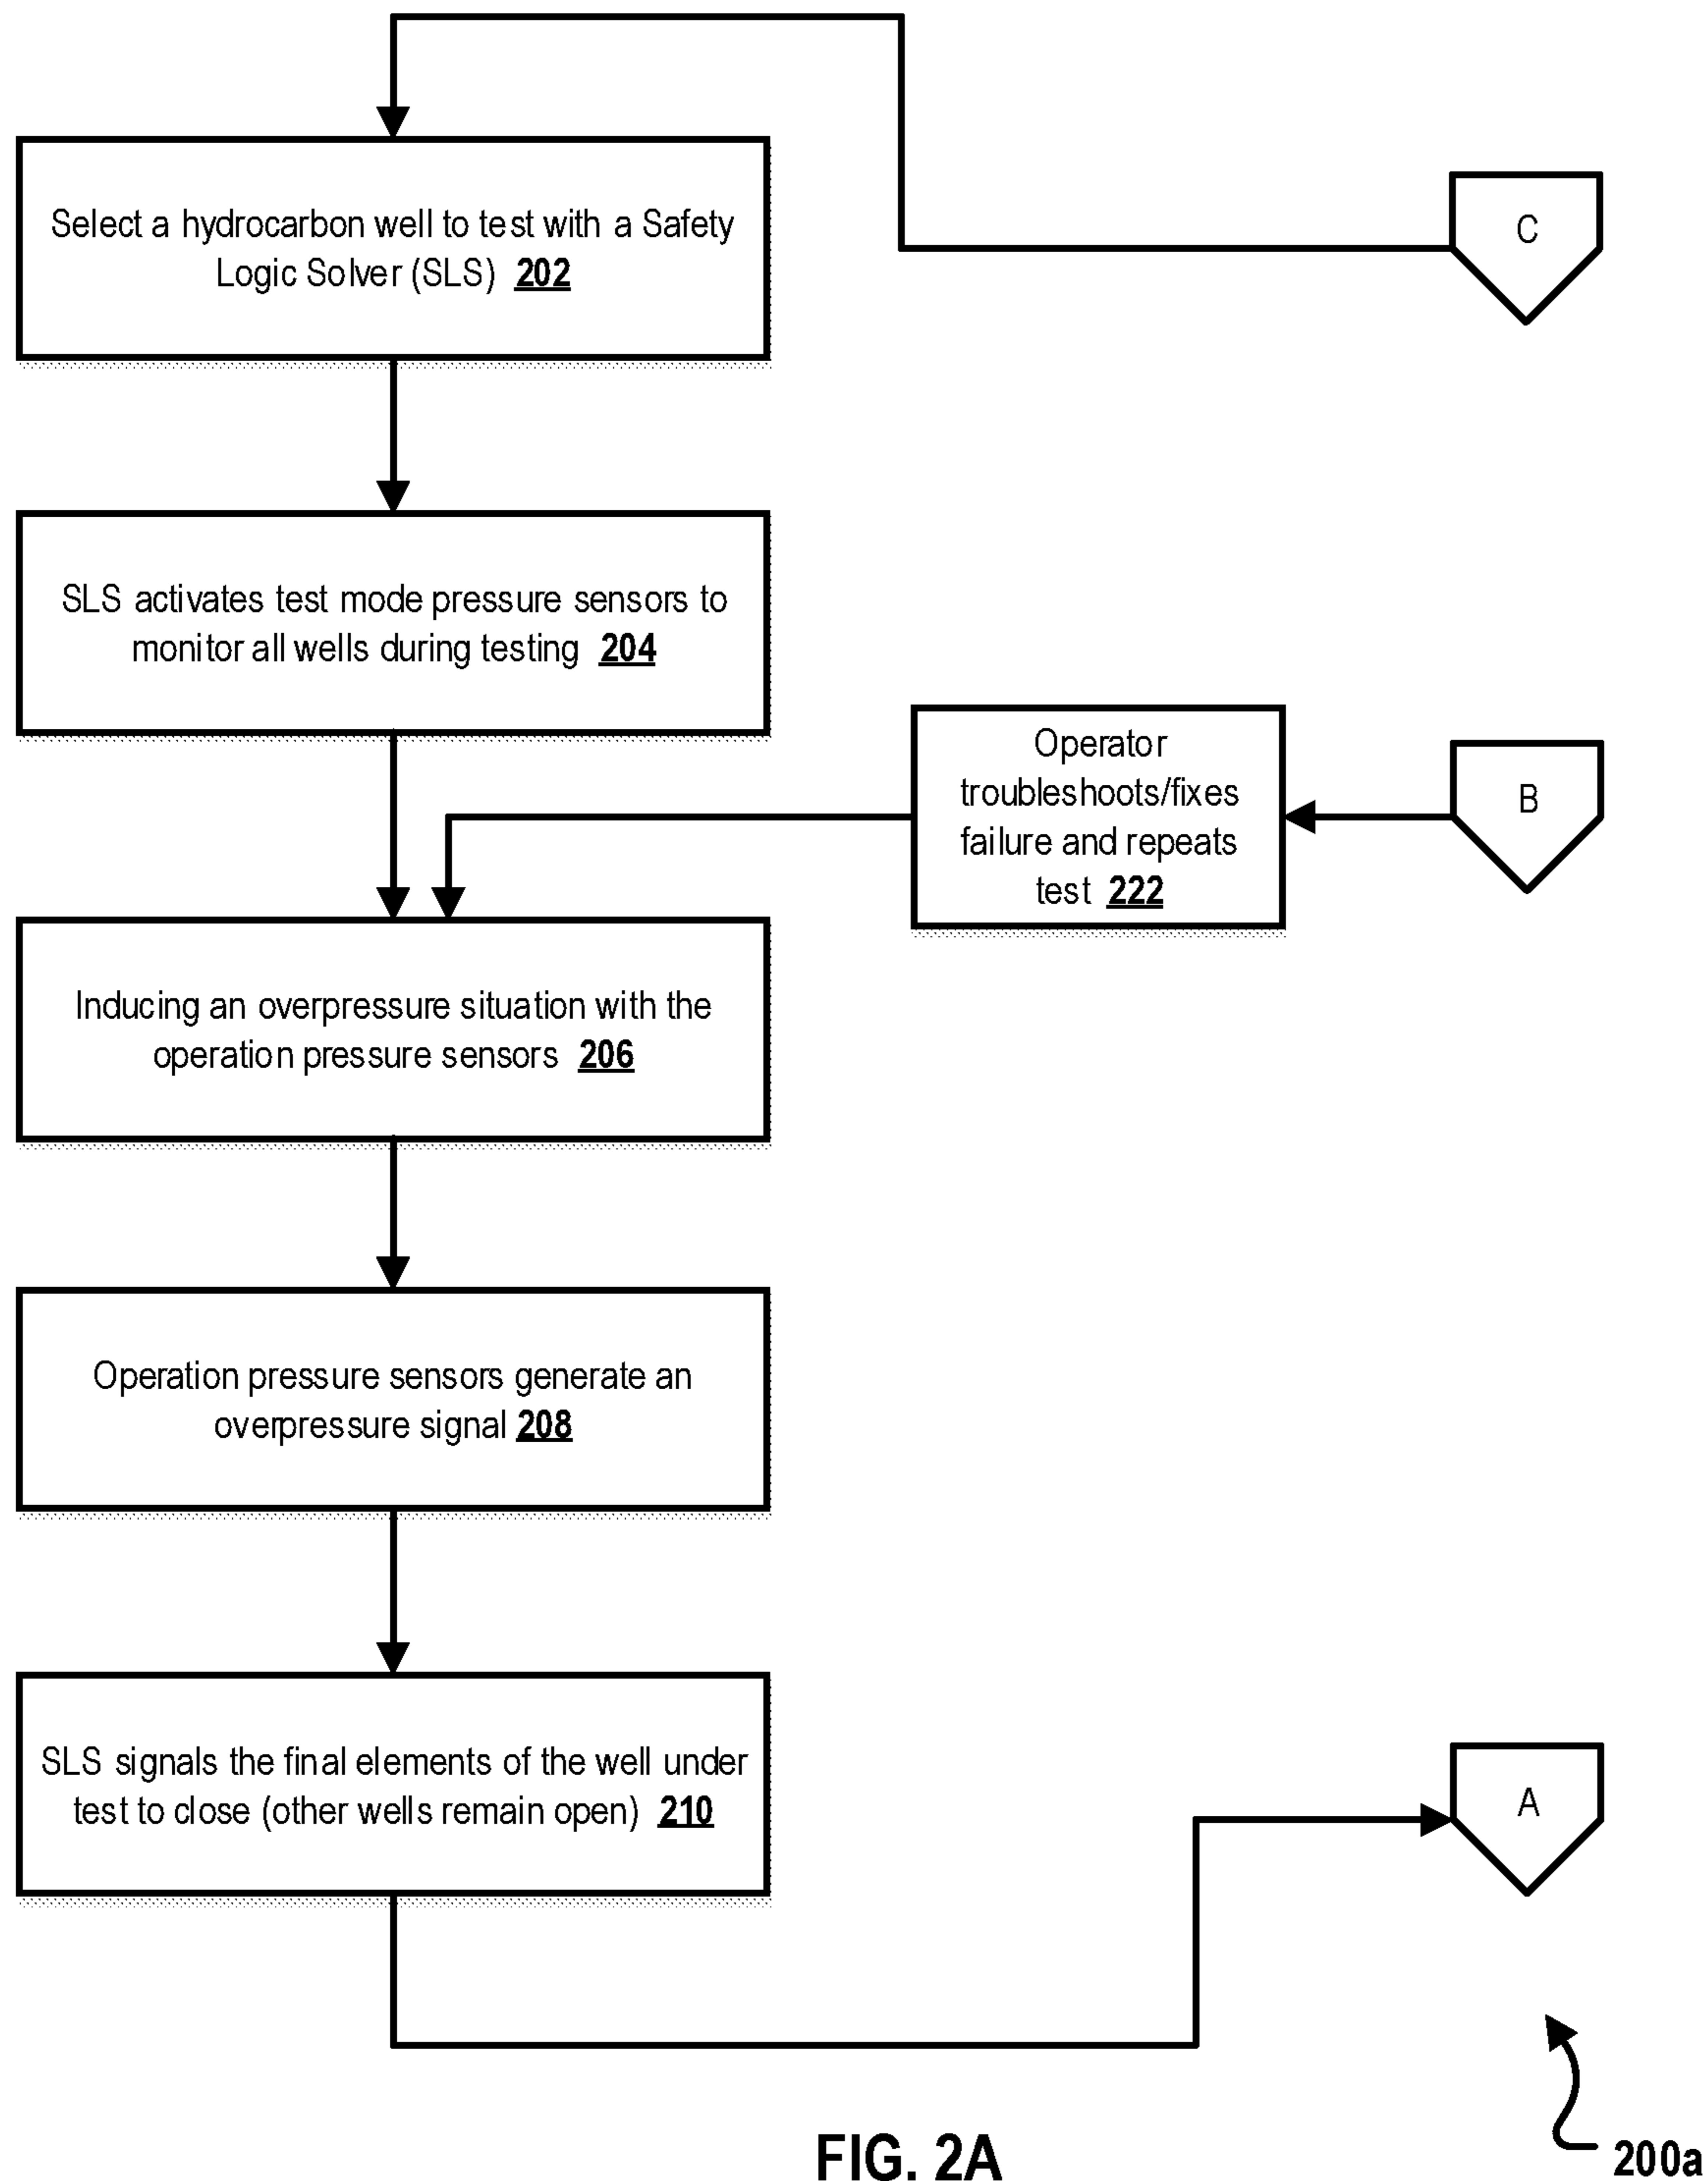 Select a hydrocarbon well to test with a Safety
Logic Solver (SLS) 202
C
SLS activates test mode pressure sensors to
monitor all wells during testing 204
Operator
troubleshoots/fixes
failure and repeats
test 222
B
Inducing an overpressure situation with the
operation pressure sensors 206
Operation pressure sensors generate an
overpressure signal 208
SLS signals the final elements of the well under
test to close (other wells remain open) 210
A
FIG. 2A
200a